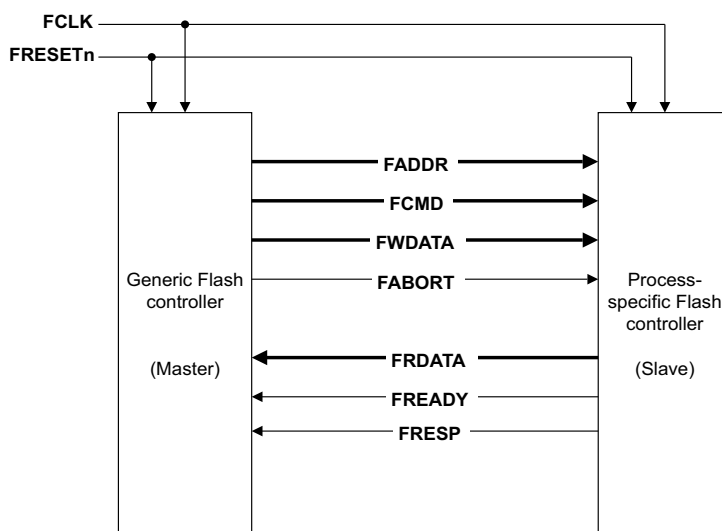 FCLK
FRESETn
FADDR
FCMD
FWDATA
FABORT
FRDATA
FREADY
FRESP
Generic Flash
controller
(Master)
Process-
specific Flash
controller
(Slave)